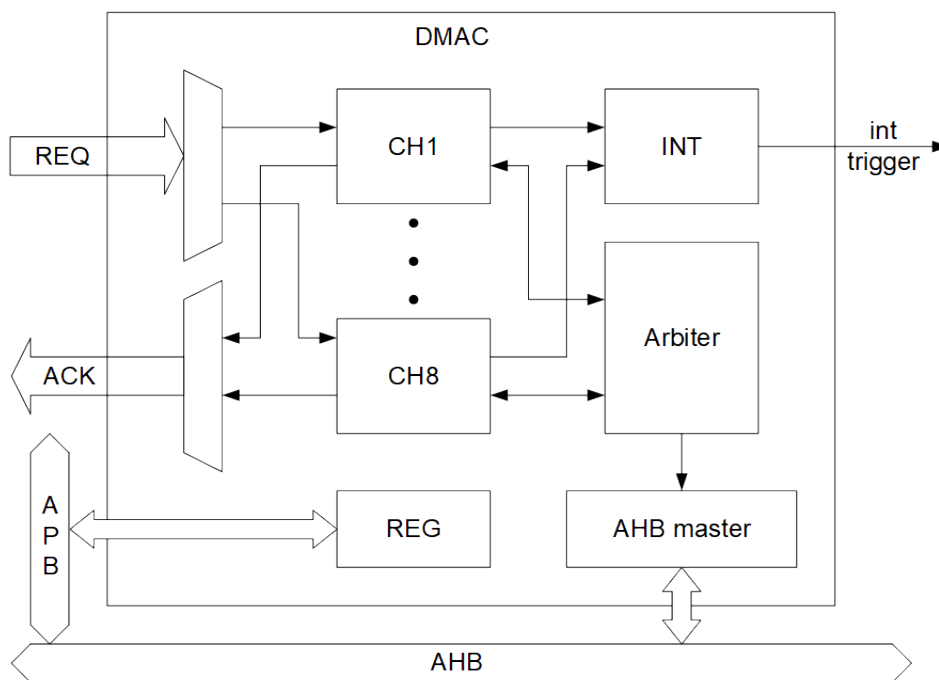 DMAC
REQ
CH1
INT
int
trigger
ACK
CH8
Arbiter
A
P
B
REG
AHB master
AHB